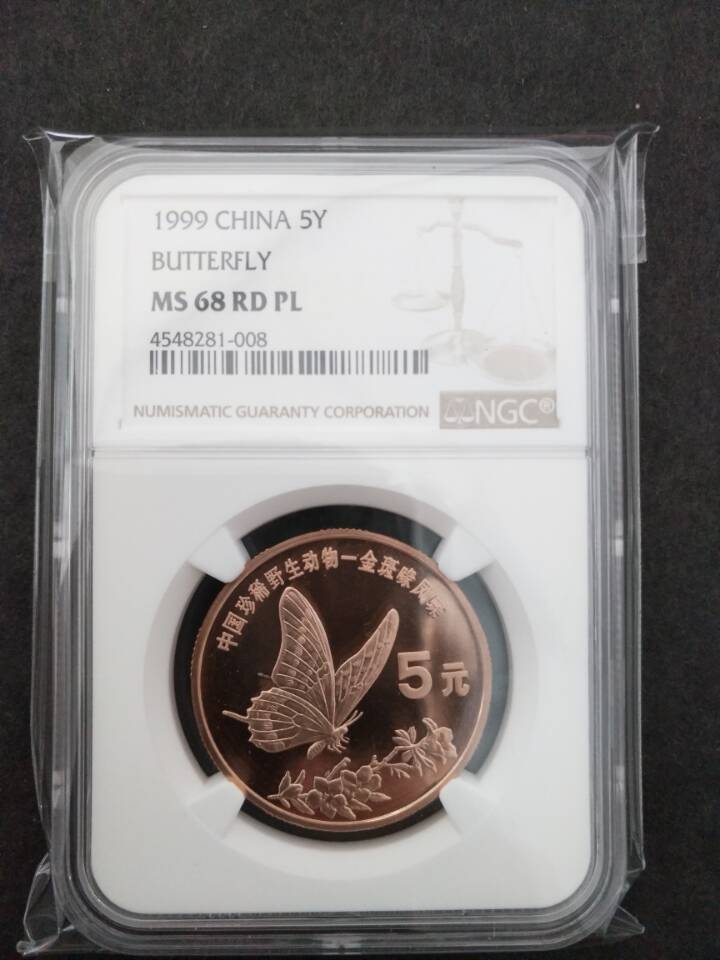 1999 CHINA 5Y
BUTTERFLY
MS 68 RD PL
4548281-008
NUMISMATIC GUARANTY CORPORATION
NGC®
中国珍稀野生动物—金斑喙凤蝶
5元